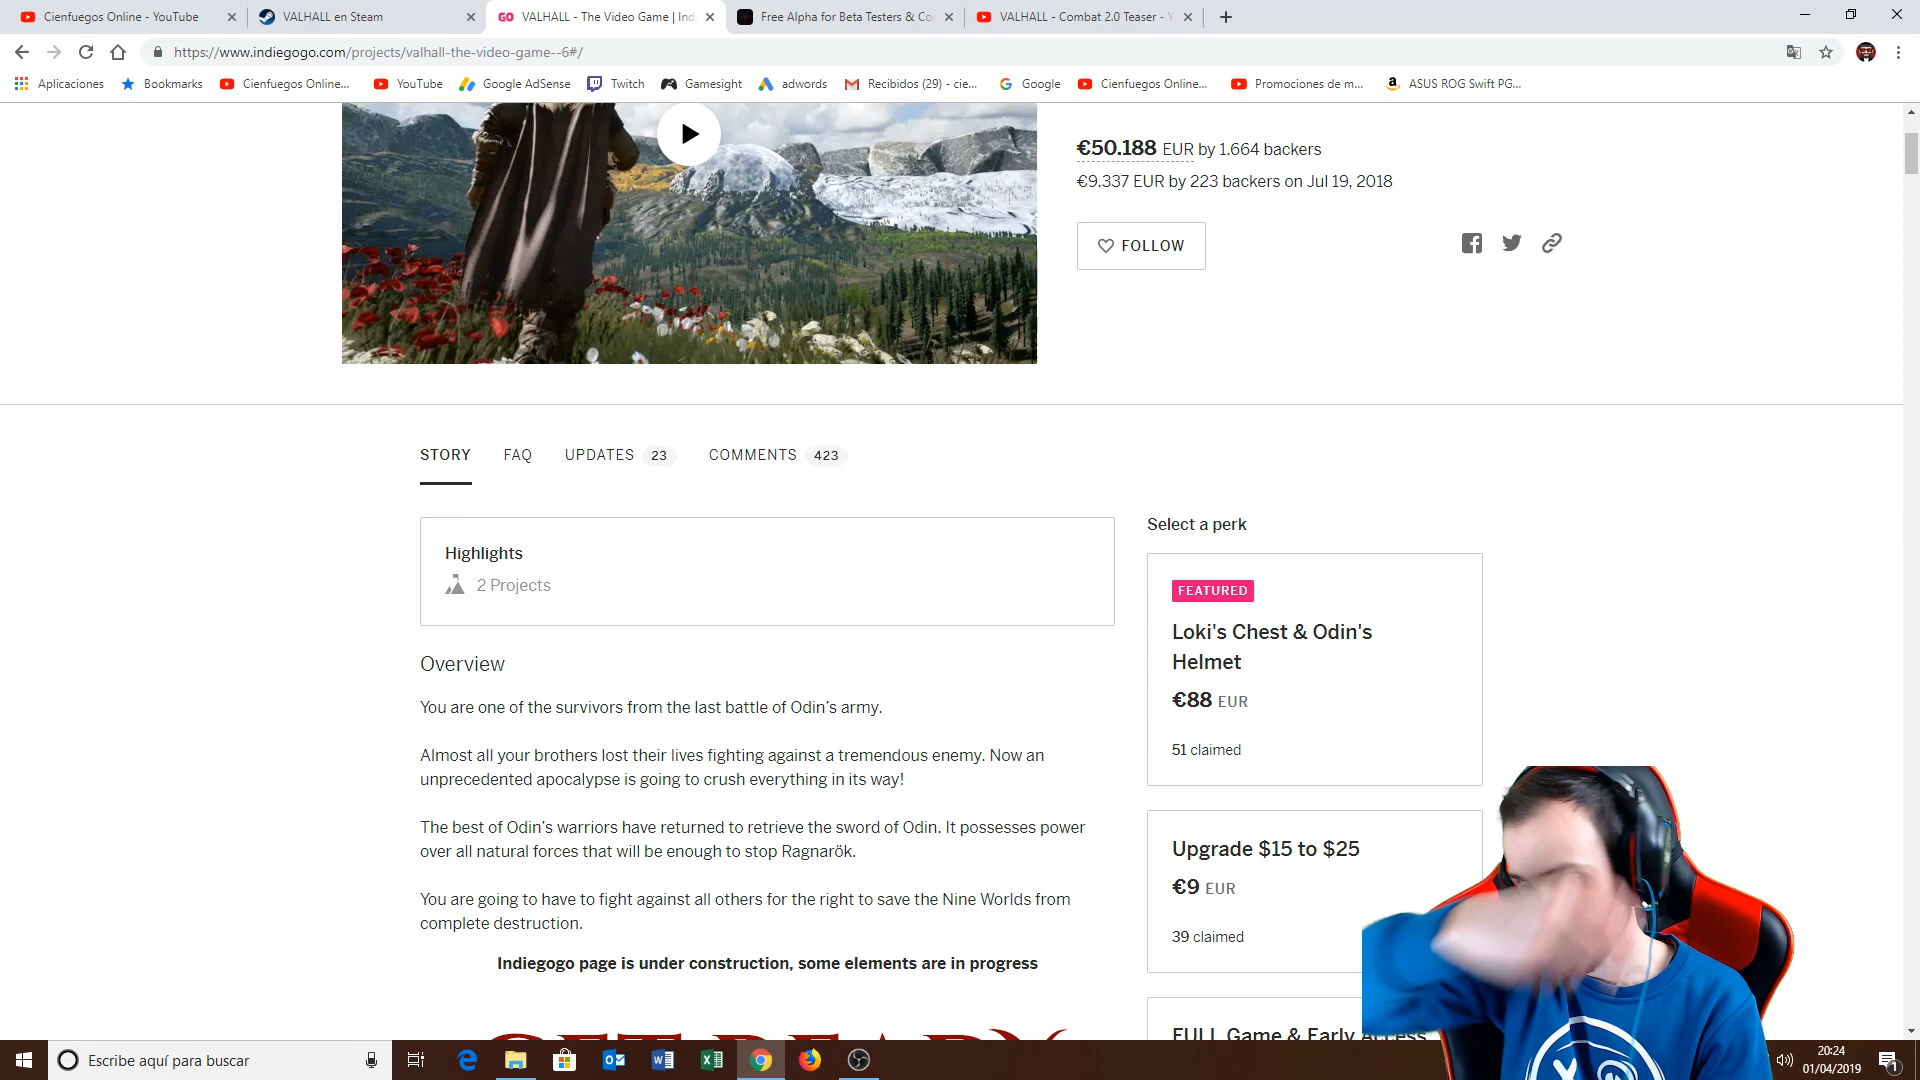 Cienfuegos Online - YouTube
VALHALL en Steam
GO VALHALL - The Video Game | Ind
Free Alpha for Beta Testers & Co
VALHALL - Combat 2.0 Teaser - Y
https://www.indiegogo.com/projects/valhall-the-video-game--6#/
Aplicaciones
Bookmarks
Cienfuegos Online...
YouTube
Google AdSense
Twitch
Gamesight
adwords
Recibidos (29) - cie...
Google
Cienfuegos Online...
Promociones de m...
ASUS ROG Swift PG...
€50.188 EUR by 1.664 backers
€9.337 EUR by 223 backers on Jul 19, 2018
FOLLOW
STORY FAQ UPDATES 23 COMMENTS 423
Highlights
2 Projects
Overview
You are one of the survivors from the last battle of Odin's army.
Almost all your brothers lost their lives fighting against a tremendous enemy. Now an
unprecedented apocalypse is going to crush everything in its way!
The best of Odin's warriors have returned to retrieve the sword of Odin. It possesses power
over all natural forces that will be enough to stop Ragnarök.
You are going to have to fight against all others for the right to save the Nine Worlds from
complete destruction.
Indiegogo page is under construction, some elements are in progress
GET READY
Select a perk
FEATURED
Loki's Chest & Odin's
Helmet
€88 EUR
51 claimed
Upgrade $15 to $25
€9 EUR
39 claimed
FULL Game & Early Access
Escribe aquí para buscar
20:24
01/04/2019
1